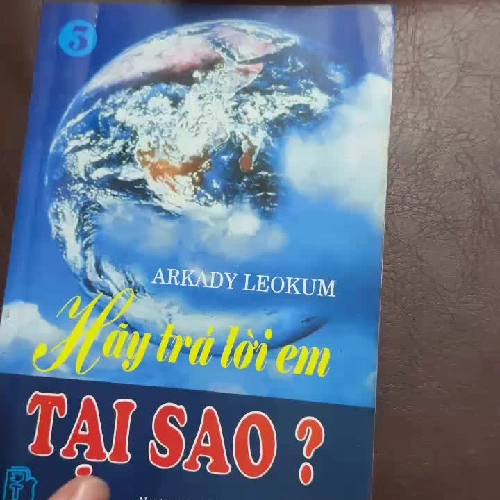 5
ARKADY LEOKUM
Hãy trả lời em
TẠI SAO ?